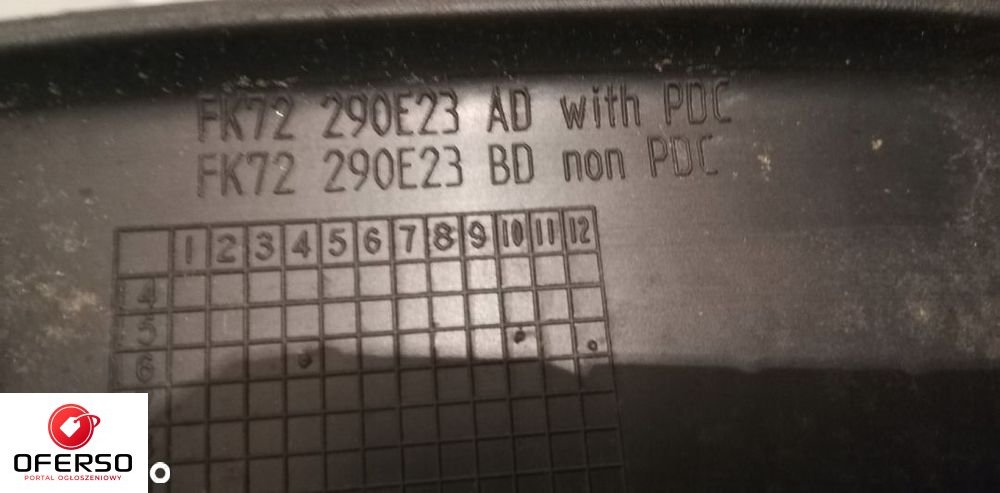 FK72 290E23 AD with PDC
FK72 290E23 BD non PDC
1 2 3 4 5 6 7 8 9 10 11 12
4
5
6
OFERSO
PORTAL OGŁOSZENIOWY